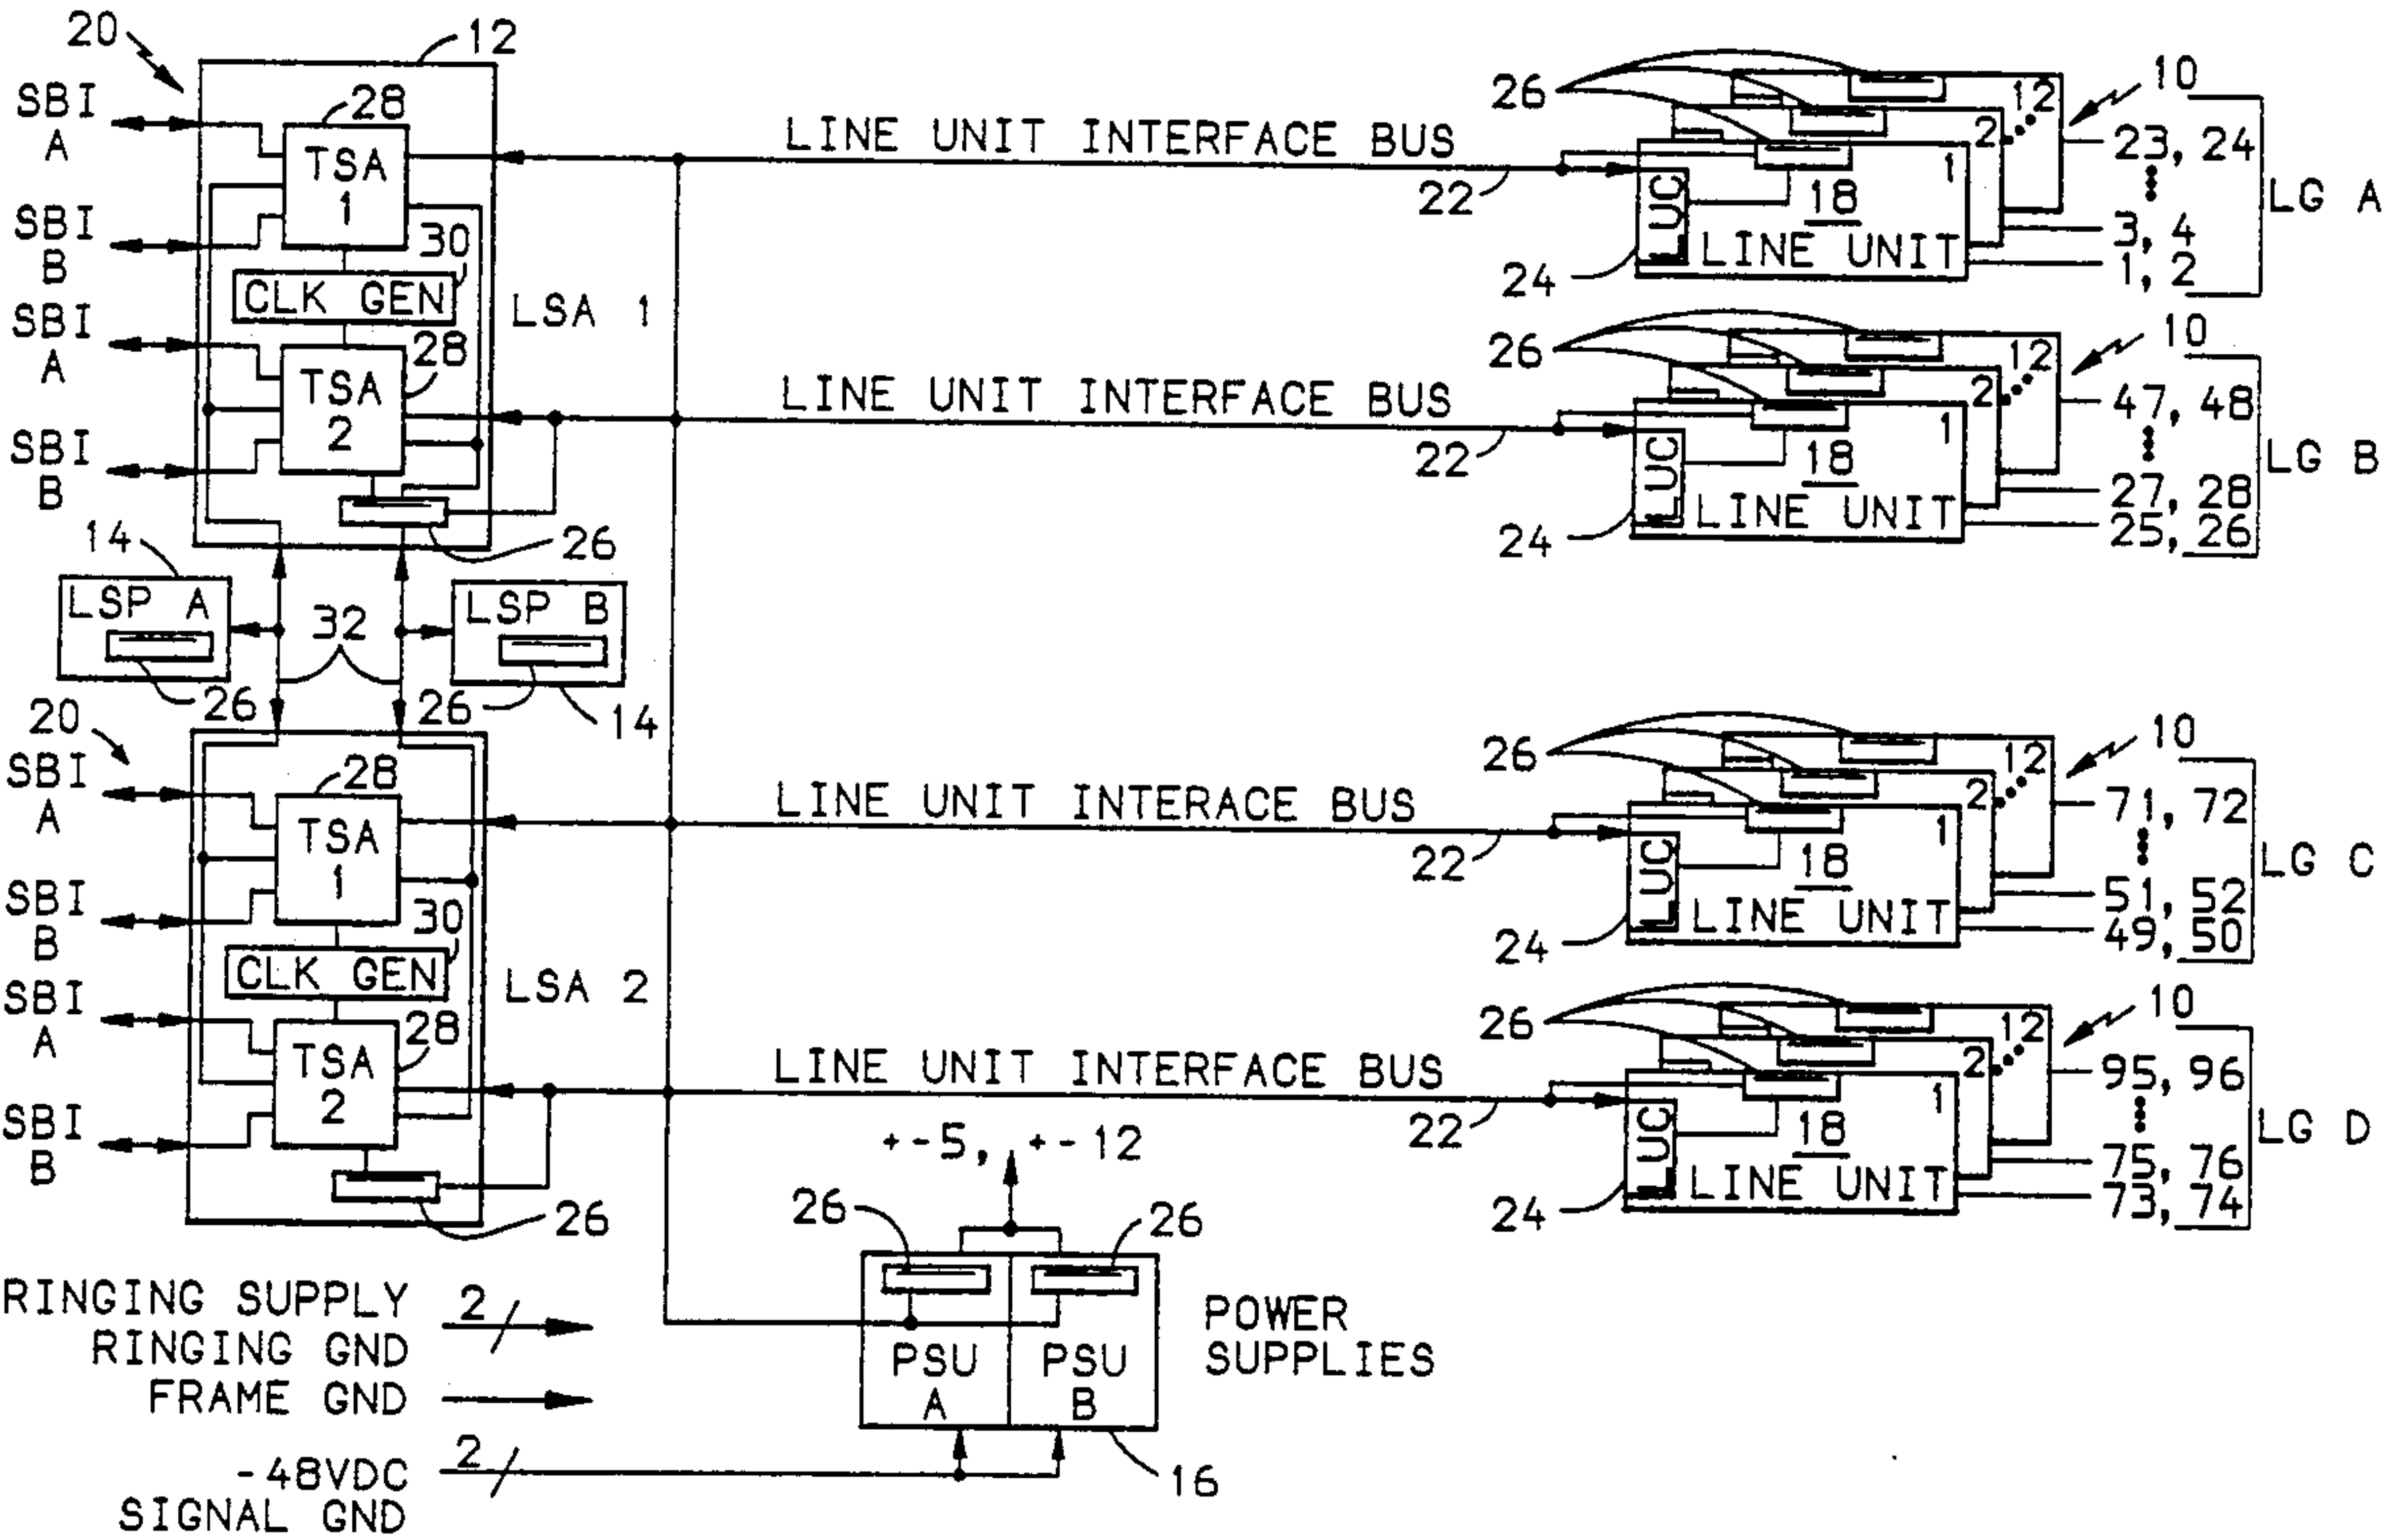 20
12
SBI
A
28
TSA
1
SBI
B
30
CLK GEN
LSA 1
SBI
A
28
TSA
2
SBI
B
26
LINE UNIT INTERFACE BUS
22
26
12
2
1
10
LUC
18
LINE UNIT
24
23, 24
3, 4
1, 2
LG A
LINE UNIT INTERFACE BUS
22
26
12
2
1
10
LUC
18
LINE UNIT
24
47, 48
27, 28
25, 26
LG B
14
LSP A
26
32
LSP B
26
14
20
SBI
A
28
TSA
1
SBI
B
30
CLK GEN
LSA 2
SBI
A
28
TSA
2
SBI
B
26
LINE UNIT INTERACE BUS
22
26
12
2
1
10
LUC
18
LINE UNIT
24
71, 72
51, 52
49, 50
LG C
LINE UNIT INTERFACE BUS
22
26
12
2
1
10
LUC
18
LINE UNIT
24
95, 96
75, 76
73, 74
LG D
+-5, +-12
26
26
PSU
A
PSU
B
POWER
SUPPLIES
16
RINGING SUPPLY
2
RINGING GND
FRAME GND
2
-48VDC
SIGNAL GND